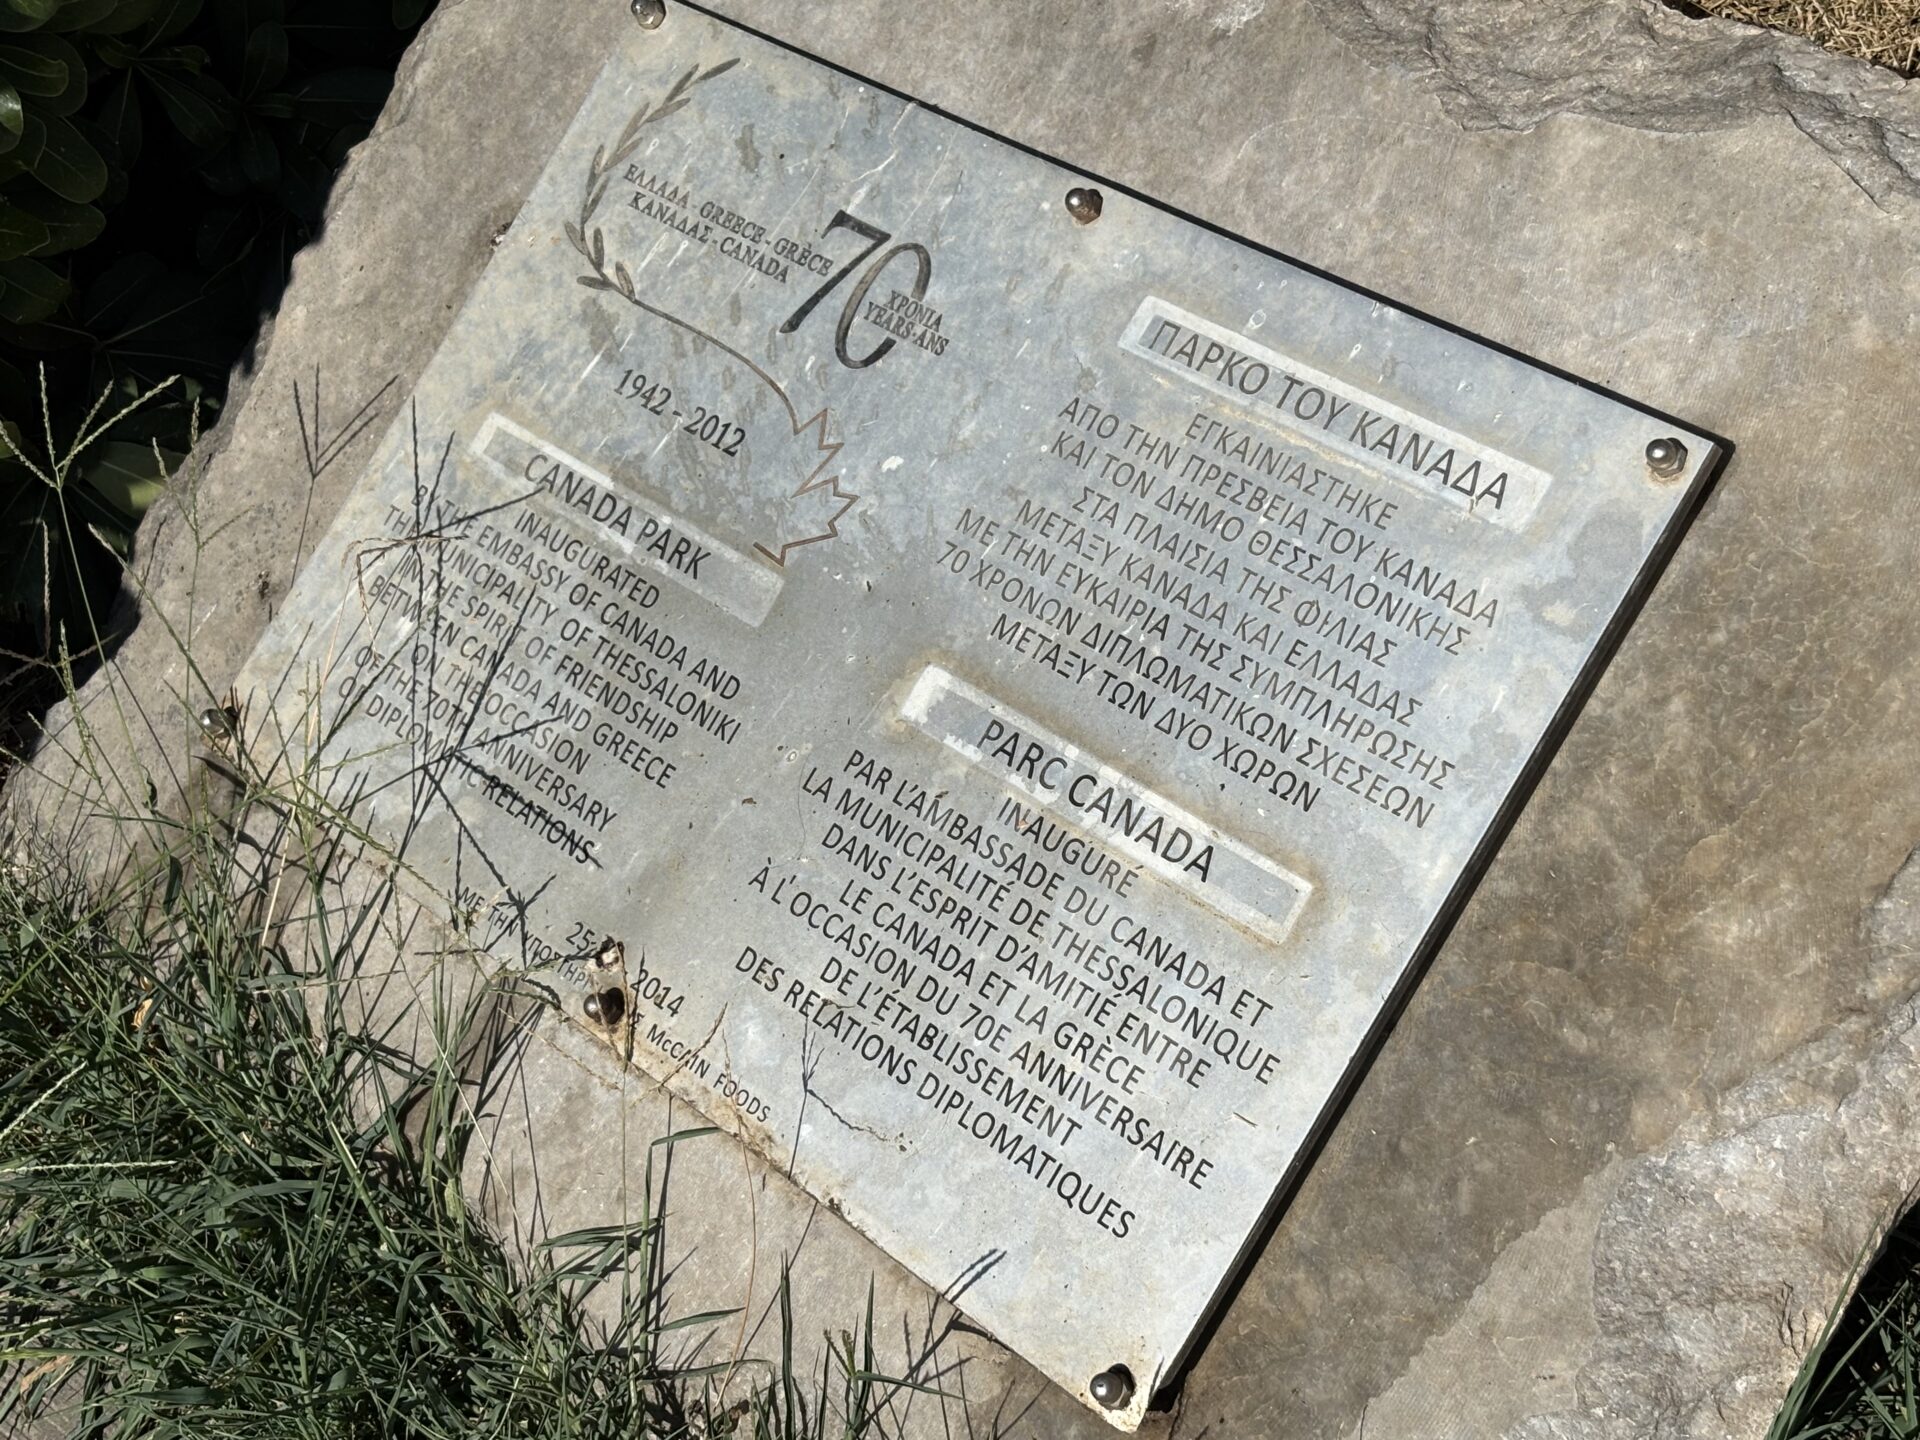 ΕΛΛΑΔΑ - GREECE - GRÈCE
ΚΑΝΑΔΑΣ - CANADA
70
ΧΡΟΝΙΑ
YEARS - ANS
1942 - 2012
ΠΑΡΚΟ ΤΟΥ ΚΑΝΑΔΑ
ΕΓΚΑΙΝΙΑΣΤΗΚΕ
ΑΠΟ ΤΗΝ ΠΡΕΣΒΕΙΑ ΤΟΥ ΚΑΝΑΔΑ
ΚΑΙ ΤΟΝ ΔΗΜΟ ΘΕΣΣΑΛΟΝΙΚΗΣ
ΣΤΑ ΠΛΑΙΣΙΑ ΤΗΣ ΦΙΛΙΑΣ
ΜΕΤΑΞΥ ΚΑΝΑΔΑ ΚΑΙ ΕΛΛΑΔΑΣ
ΜΕ ΤΗΝ ΕΥΚΑΙΡΙΑ ΤΗΣ ΣΥΜΠΛΗΡΩΣΗΣ
70 ΧΡΟΝΩΝ ΔΙΠΛΩΜΑΤΙΚΩΝ ΣΧΕΣΕΩΝ
ΜΕΤΑΞΥ ΤΩΝ ΔΥΟ ΧΩΡΩΝ
CANADA PARK
INAUGURATED
BY THE EMBASSY OF CANADA AND
THE MUNICIPALITY OF THESSALONIKI
IN THE SPIRIT OF FRIENDSHIP
BETWEEN CANADA AND GREECE
ON THE OCCASION
OF THE 70TH ANNIVERSARY
OF DIPLOMATIC RELATIONS
PARC CANADA
INAUGURÉ
PAR L'AMBASSADE DU CANADA ET
LA MUNICIPALITÉ DE THESSALONIQUE
DANS L'ESPRIT D'AMITIÉ ENTRE
LE CANADA ET LA GRÈCE
À L'OCCASION DU 70E ANNIVERSAIRE
DE L'ÉTABLISSEMENT
DES RELATIONS DIPLOMATIQUES
25 2014
ΜΕ ΤΗΝ McCAIN FOODS